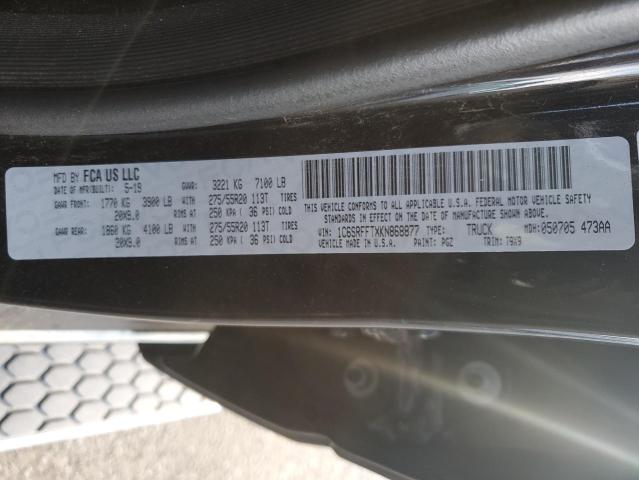 MFD BY FCA US LLC
DATE OF MFR(BUILT): 5-19 GVWR: 3221 KG 7100 LB
GAWR FRONT: 1770 KG 3900 LB WITH 275/55R20 113T TIRES
20X9.0 RIMS AT 250 KPA ( 36 PSI) COLD
GAWR REAR: 1860 KG 4100 LB WITH 275/55R20 113T TIRES
20X9.0 RIMS AT 250 KPA ( 36 PSI) COLD
THIS VEHICLE CONFORMS TO ALL APPLICABLE U.S.A. FEDERAL MOTOR VEHICLE SAFETY
STANDARDS IN EFFECT ON THE DATE OF MANUFACTURE SHOWN ABOVE.
VIN: 1C6SRFFTXKN868877 TYPE: TRUCK MDH: 050705 473AA
MADE IN U.S.A. PAINT: PGZ TRIM: T9X9